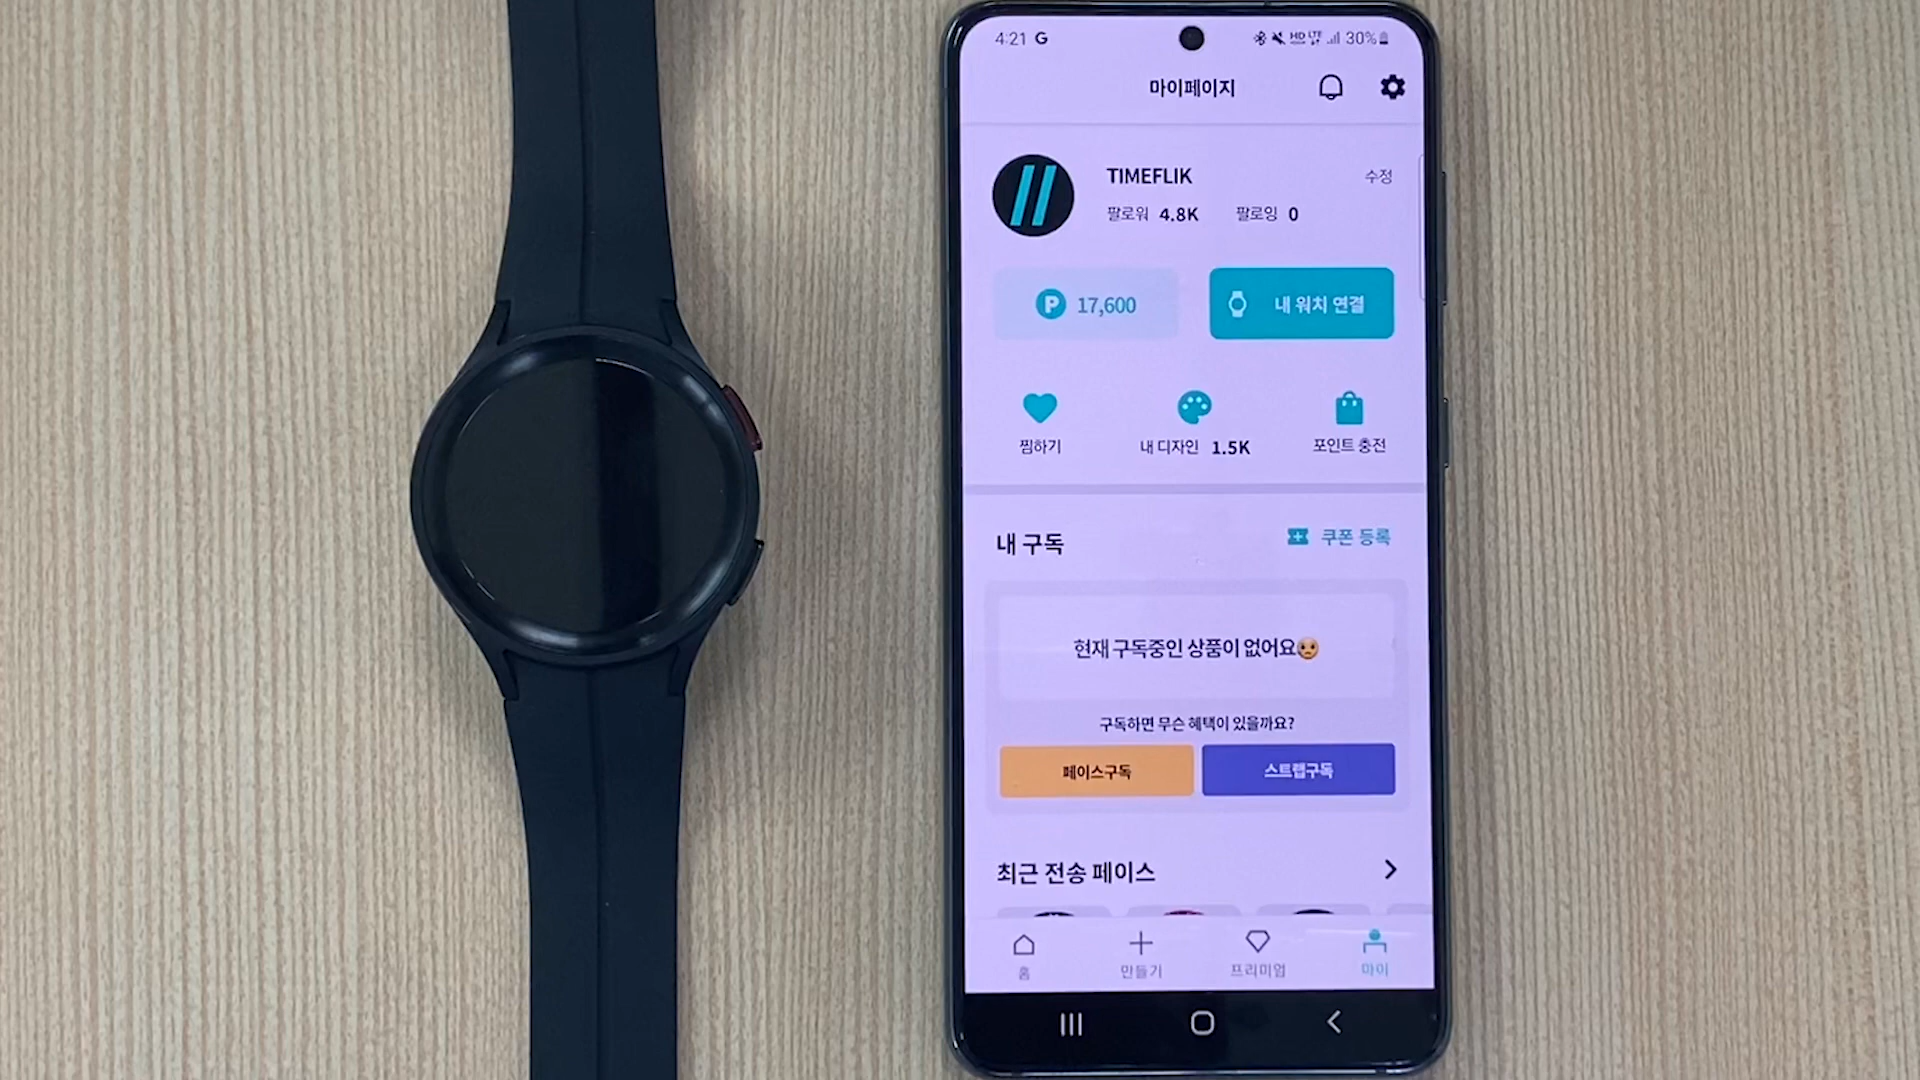 4:21 G HD LTE 30%
마이페이지
TIMEFLIK 수정
팔로워 4.8K 팔로잉 0
P 17,600 내 워치 연결
찜하기 내 디자인 1.5K 포인트 충전
내 구독 쿠폰 등록
현재 구독중인 상품이 없어요
구독하면 무슨 혜택이 있을까요?
페이스구독 스트랩구독
최근 전송 페이스
홈 만들기 프리미엄 마이